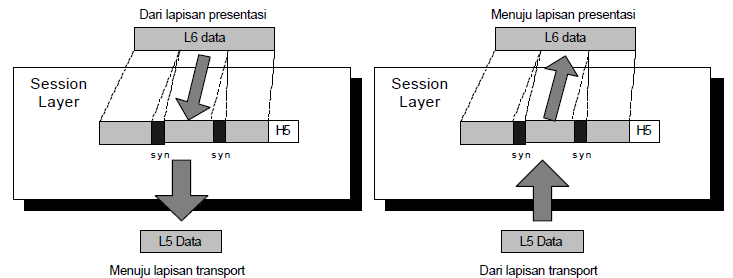 Dari lapisan presentasi
L6 data
Session
Layer
H5
syn
syn
L5 Data
Menuju lapisan transport
Menuju lapisan presentasi
L6 data
Session
Layer
H5
syn
syn
L5 Data
Dari lapisan transport